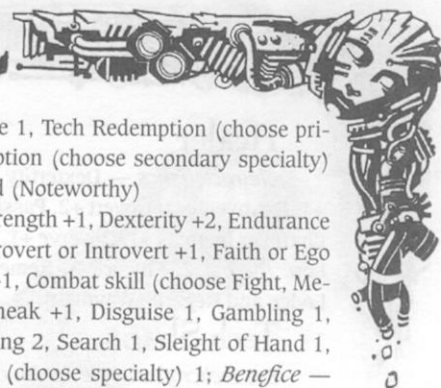 e 1, Tech Redemption (choose pri-
ption (choose secondary specialty)
d (Noteworthy)
trength +1, Dexterity +2, Endurance
rovert or Introvert +1, Faith or Ego
+1, Combat skill (choose Fight, Me-
neak +1, Disguise 1, Gambling 1,
ng 2, Search 1, Sleight of Hand 1,
(choose specialty) 1; Benefice —